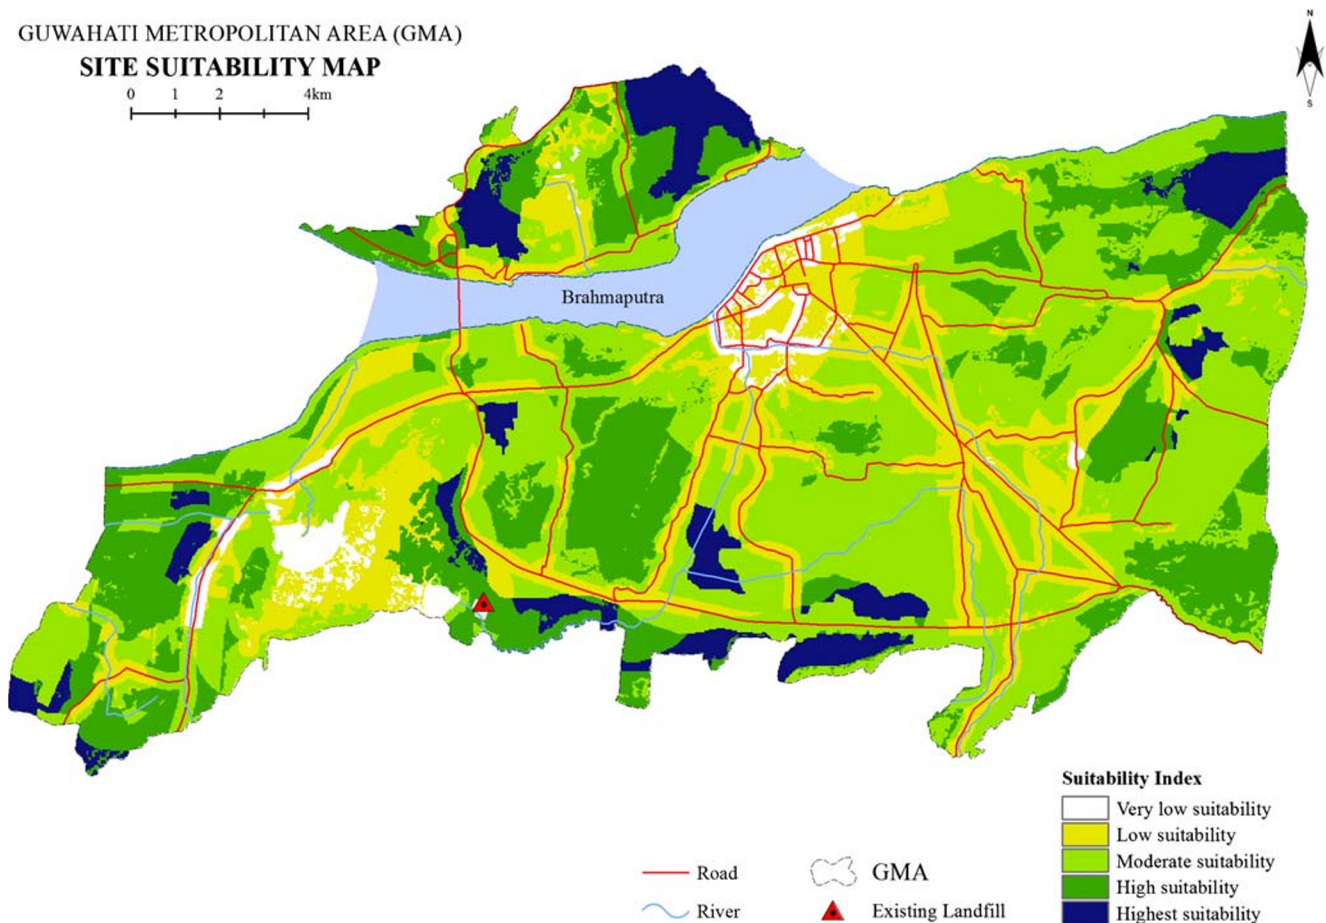 GUWAHATI METROPOLITAN AREA (GMA)
SITE SUITABILITY MAP
0 1 2 4km
N
S
Brahmaputra
Suitability Index
Very low suitability
Low suitability
Moderate suitability
High suitability
Highest suitability
Road
GMA
River
Existing Landfill